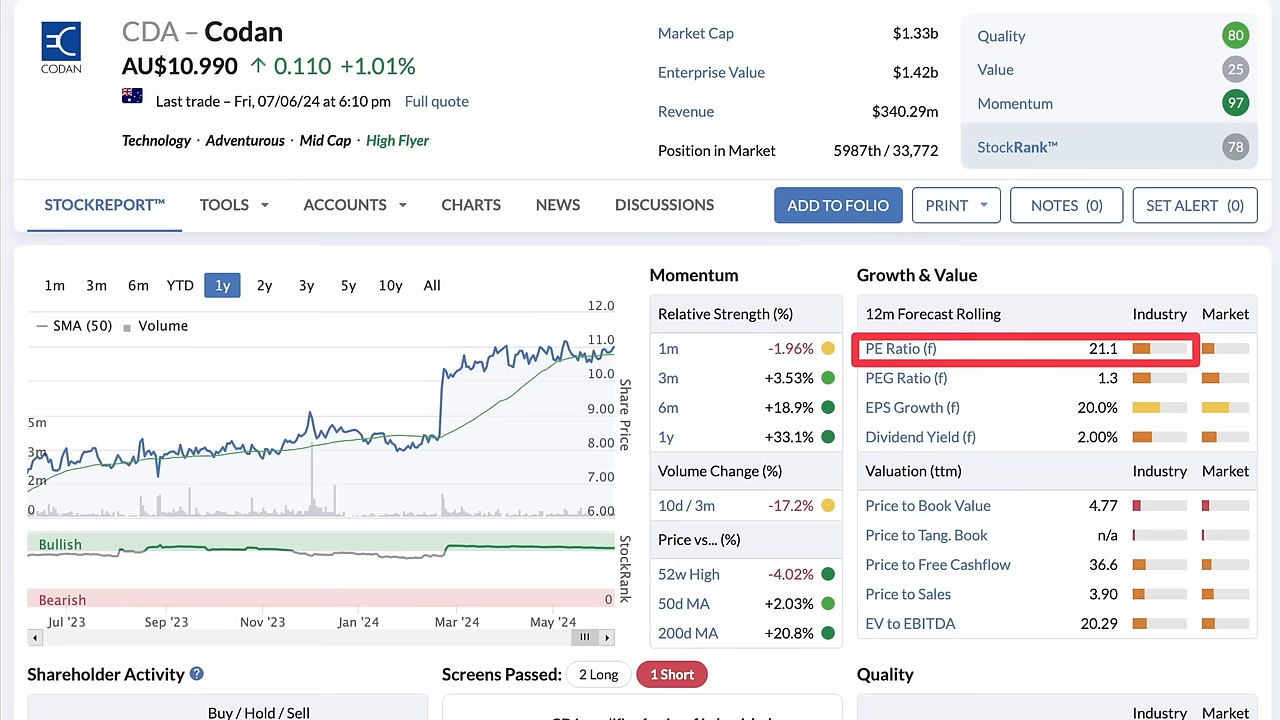 CODAN
CDA – Codan
AU$10.990 ↑ 0.110 +1.01%
Last trade – Fri, 07/06/24 at 6:10 pm Full quote
Technology · Adventurous · Mid Cap · High Flyer
Market Cap $1.33b
Enterprise Value $1.42b
Revenue $340.29m
Position in Market 5987th / 33,772
Quality 80
Value 25
Momentum 97
StockRank™ 78
STOCKREPORT™ TOOLS ACCOUNTS CHARTS NEWS DISCUSSIONS ADD TO FOLIO PRINT NOTES (0) SET ALERT (0)
1m 3m 6m YTD 1y 2y 3y 5y 10y All
SMA (50) Volume
12.0
11.0
10.0
9.00
8.00
7.00
6.00
5m
3m
2m
0
Share Price
Bullish
Bearish
0
StockRank
Jul '23 Sep '23 Nov '23 Jan '24 Mar '24 May '24
Momentum
Relative Strength (%)
1m -1.96%
3m +3.53%
6m +18.9%
1y +33.1%
Volume Change (%)
10d / 3m -17.2%
Price vs... (%)
52w High -4.02%
50d MA +2.03%
200d MA +20.8%
Growth & Value
12m Forecast Rolling Industry Market
PE Ratio (f) 21.1
PEG Ratio (f) 1.3
EPS Growth (f) 20.0%
Dividend Yield (f) 2.00%
Valuation (ttm) Industry Market
Price to Book Value 4.77
Price to Tang. Book n/a
Price to Free Cashflow 36.6
Price to Sales 3.90
EV to EBITDA 20.29
Shareholder Activity ?
Buy / Hold / Sell
Screens Passed: 2 Long 1 Short
Quality
Industry Market